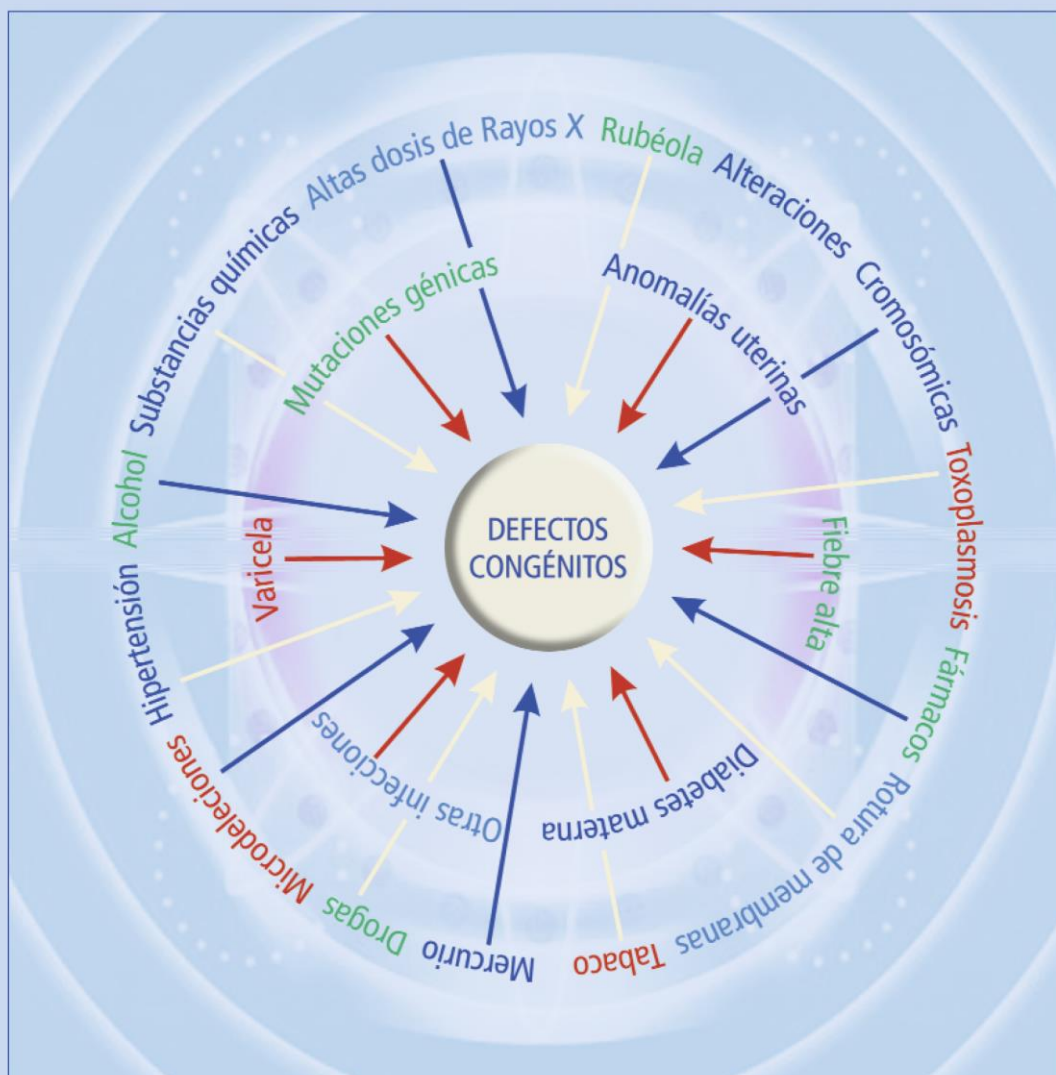 Altas dosis de Rayos X
Rubéola
Alteraciones Cromosómicas
Toxoplasmosis
Fármacos
Rotura de membranas
Tabaco
Mercurio
Drogas
Microdeleciones
Hipertensión
Alcohol
Substancias químicas
Mutaciones génicas
Anomalías uterinas
Fiebre alta
Diabetes materna
Otras infecciones
Varicela
DEFECTOS
CONGÉNITOS